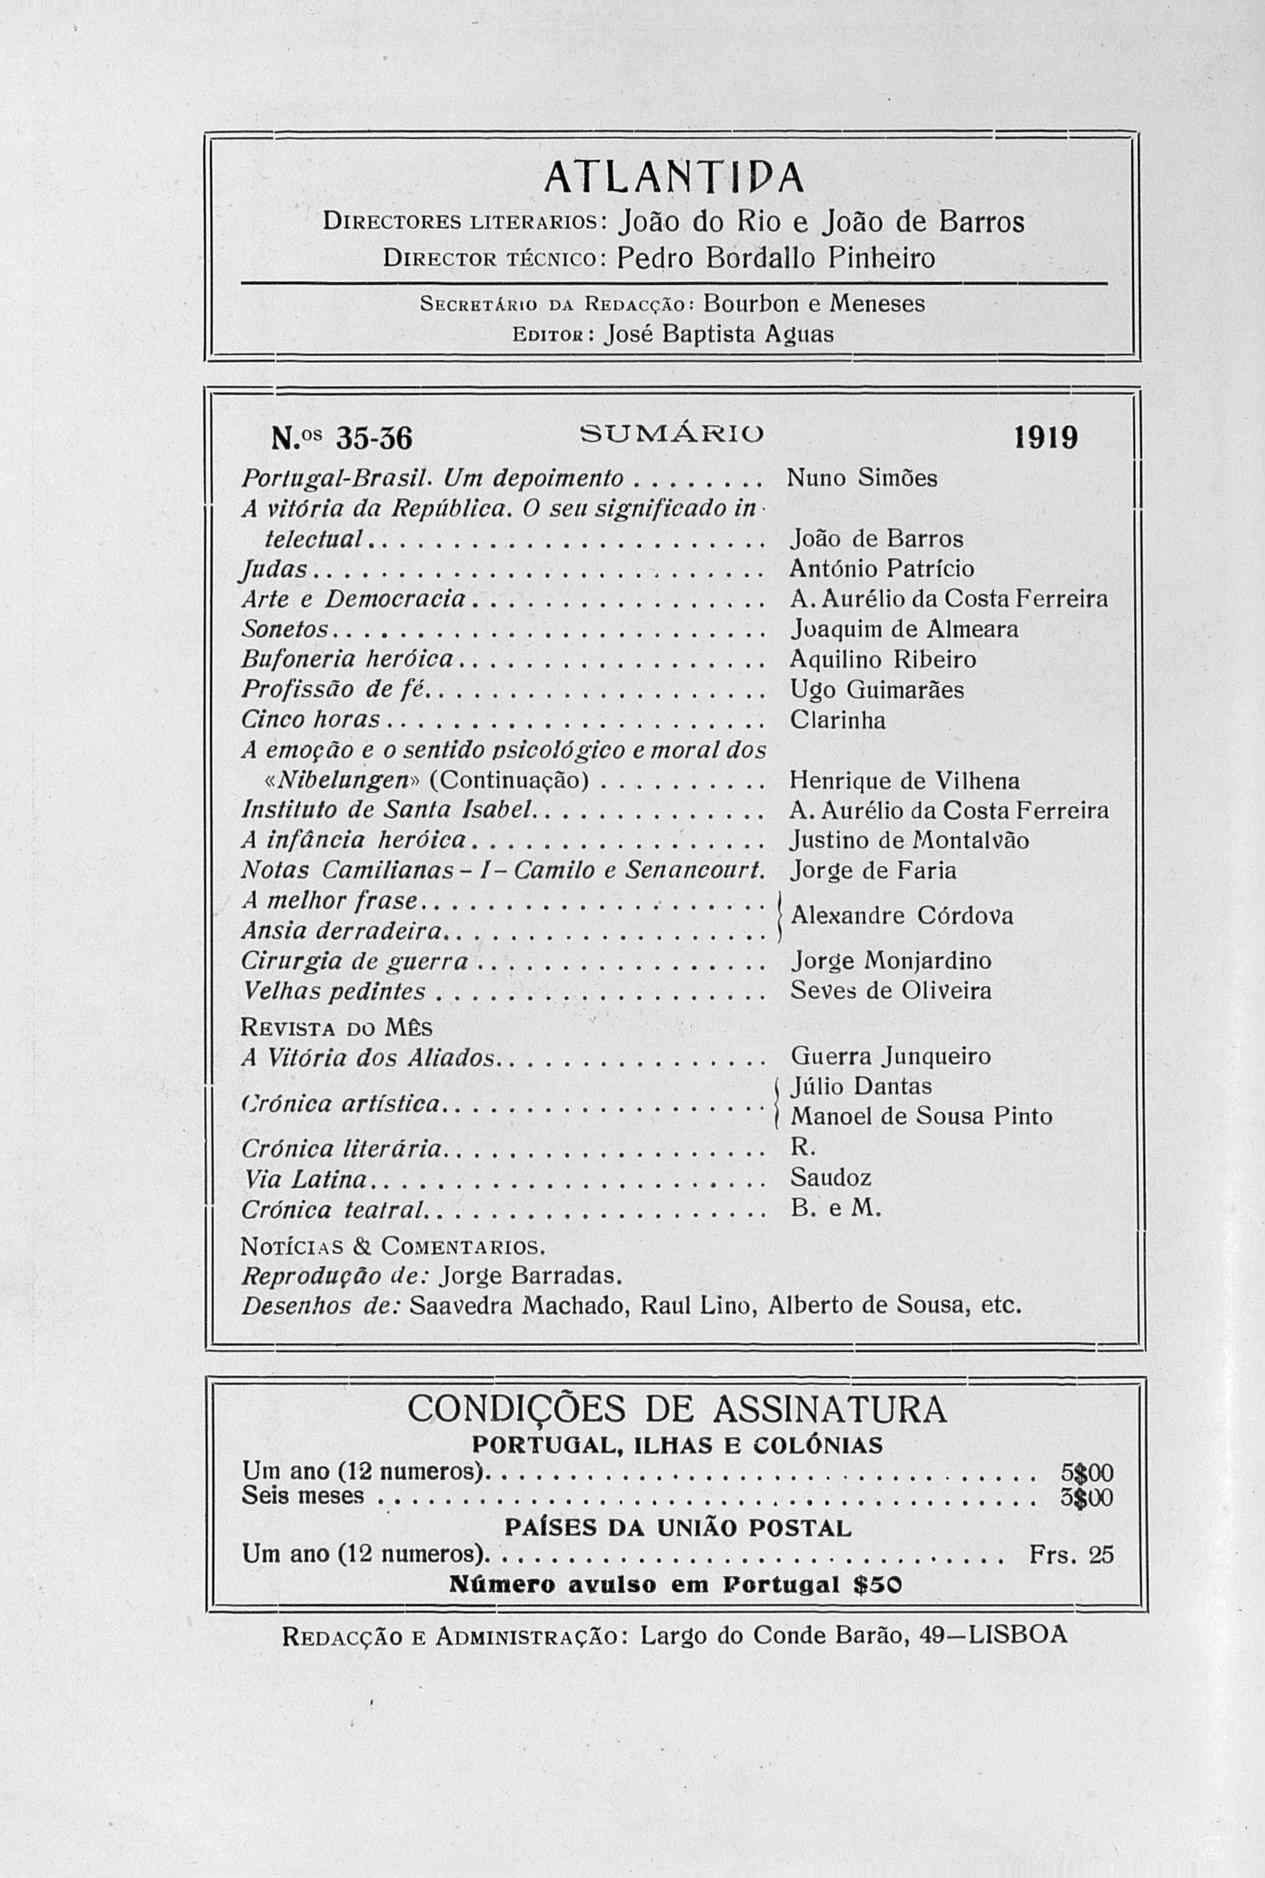 ATLANTIDA
DIRECTORES LITERARIOS: João do Rio e João de Barros
DIRECTOR TÉCNICO: Pedro Bordallo Pinheiro
SECRETÁRIO DA REDACÇÃO: Bourbon e Meneses
EDITOR: José Baptista Aguas
N.os 35-36 SUMÁRIO 1919
Portugal-Brasil. Um depoimento ........ Nuno Simões
A vitória da República. O seu significado in-
telectual ........ João de Barros
Judas ........ António Patrício
Arte e Democracia ........ A. Aurélio da Costa Ferreira
Sonetos ........ Joaquim de Almeara
Bufoneria heróica ........ Aquilino Ribeiro
Profissão de fé ........ Ugo Guimarães
Cinco horas ........ Clarinha
A emoção e o sentido psicológico e moral dos
«Nibelungen» (Continuação) ........ Henrique de Vilhena
Instituto de Santa Isabel ........ A. Aurélio da Costa Ferreira
A infância heróica ........ Justino de Montalvão
Notas Camilianas - I - Camilo e Senancourt. Jorge de Faria
A melhor frase ........
Ansia derradeira ........ Alexandre Córdova
Cirurgia de guerra ........ Jorge Monjardino
Velhas pedintes ........ Seves de Oliveira
REVISTA DO MÊS
A Vitória dos Aliados ........ Guerra Junqueiro
Crónica artística ........ Júlio Dantas
Manoel de Sousa Pinto
Crónica literária ........ R.
Via Latina ........ Saudoz
Crónica teatral ........ B. e M.
NOTÍCIAS & COMENTARIOS.
Reprodução de: Jorge Barradas.
Desenhos de: Saavedra Machado, Raul Lino, Alberto de Sousa, etc.
CONDIÇÕES DE ASSINATURA
PORTUGAL, ILHAS E COLÓNIAS
Um ano (12 numeros) ........ 5$00
Seis meses ........ 3$00
PAÍSES DA UNIÃO POSTAL
Um ano (12 numeros) ........ Frs. 25
Número avulso em Portugal $50
REDACÇÃO E ADMINISTRAÇÃO: Largo do Conde Barão, 49—LISBOA